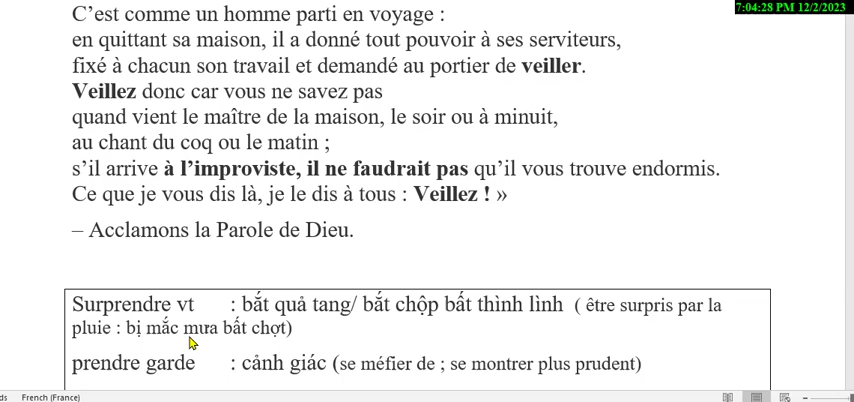 7:04:28 PM 12/2/2023
C’est comme un homme parti en voyage :
en quittant sa maison, il a donné tout pouvoir à ses serviteurs,
fixé à chacun son travail et demandé au portier de veiller.
Veillez donc car vous ne savez pas
quand vient le maître de la maison, le soir ou à minuit,
au chant du coq ou le matin ;
s’il arrive à l’improviste, il ne faudrait pas qu’il vous trouve endormis.
Ce que je vous dis là, je le dis à tous : Veillez ! »
– Acclamons la Parole de Dieu.
Surprendre vt : bắt quả tang/ bắt chộp bất thình lình ( être surpris par la
pluie : bị mắc mưa bất chợt)
prendre garde : cảnh giác (se méfier de ; se montrer plus prudent)
ds French (France)